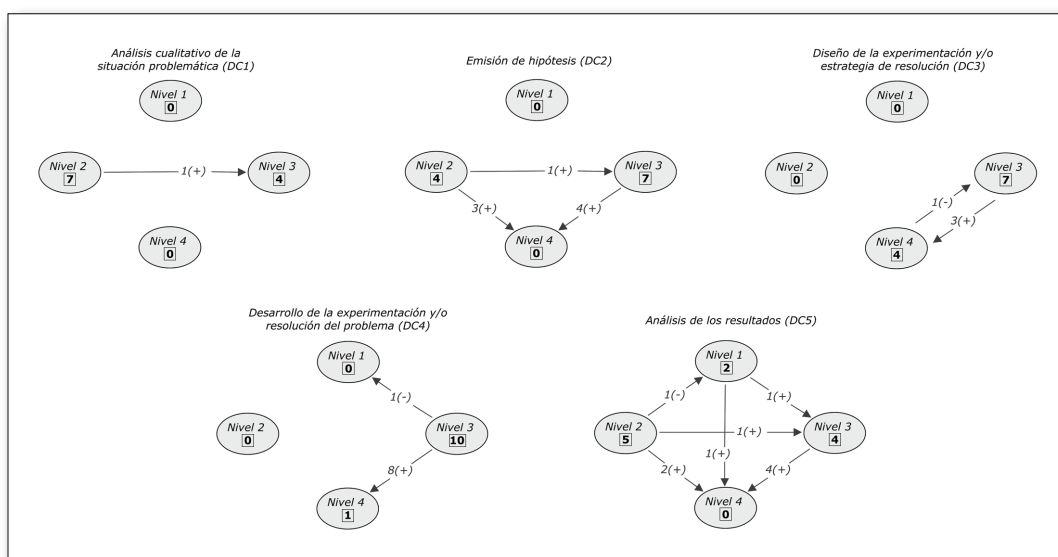 Análisis cualitativo de la
situación problemática (DC1)
Nivel 1
0
Nivel 2
7
1(+)
Nivel 3
4
Nivel 4
0
Emisión de hipótesis (DC2)
Nivel 1
0
Nivel 2
4
1(+)
Nivel 3
7
3(+)
4(+)
Nivel 4
0
Diseño de la experimentación y/o
estrategia de resolución (DC3)
Nivel 1
0
Nivel 2
0
Nivel 3
7
1(-)
3(+)
Nivel 4
4
Desarrollo de la experimentación y/o
resolución del problema (DC4)
Nivel 1
0
1(-)
Nivel 2
0
Nivel 3
10
8(+)
Nivel 4
1
Análisis de los resultados (DC5)
Nivel 1
2
1(-)
1(+)
Nivel 2
5
1(+)
Nivel 3
4
1(+)
2(+)
4(+)
Nivel 4
0